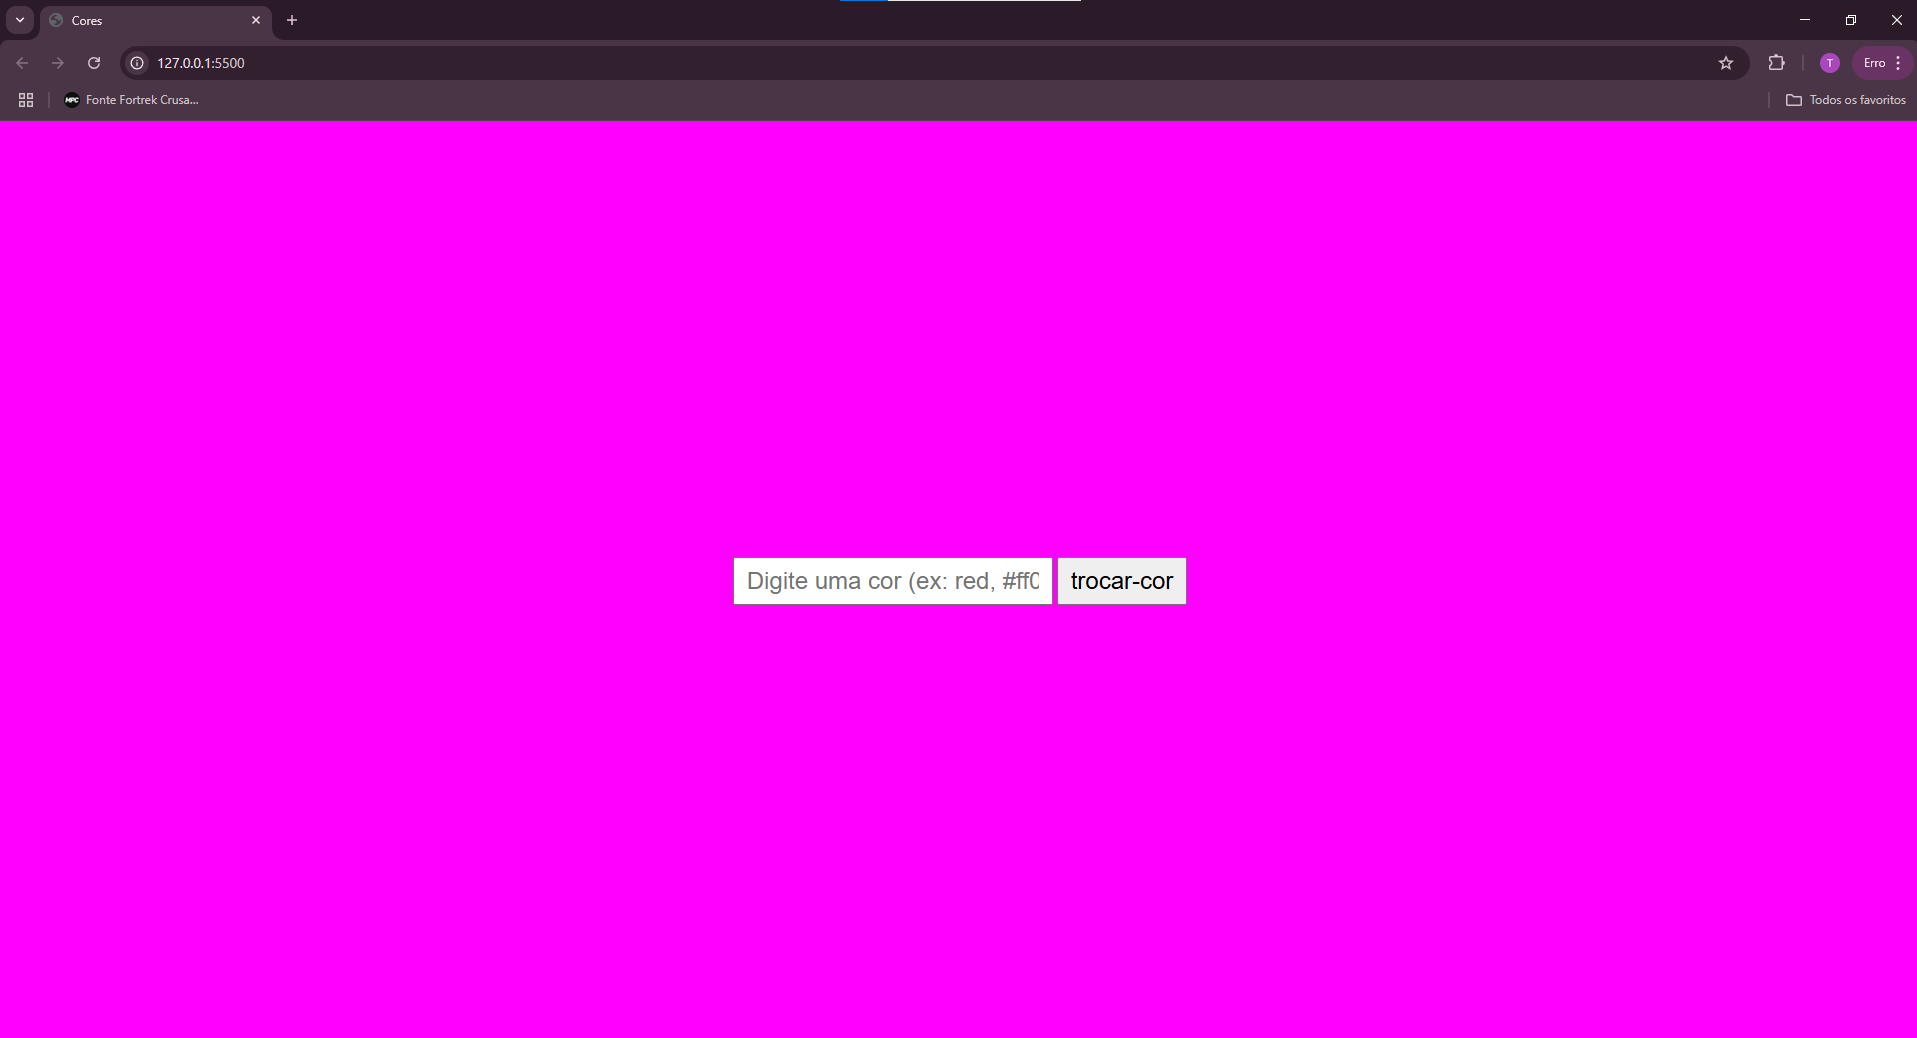 Cores
127.0.0.1:5500
T
Erro
MPC
Fonte Fortrek Crusa...
Todos os favoritos
Digite uma cor (ex: red, #ff0
trocar-cor